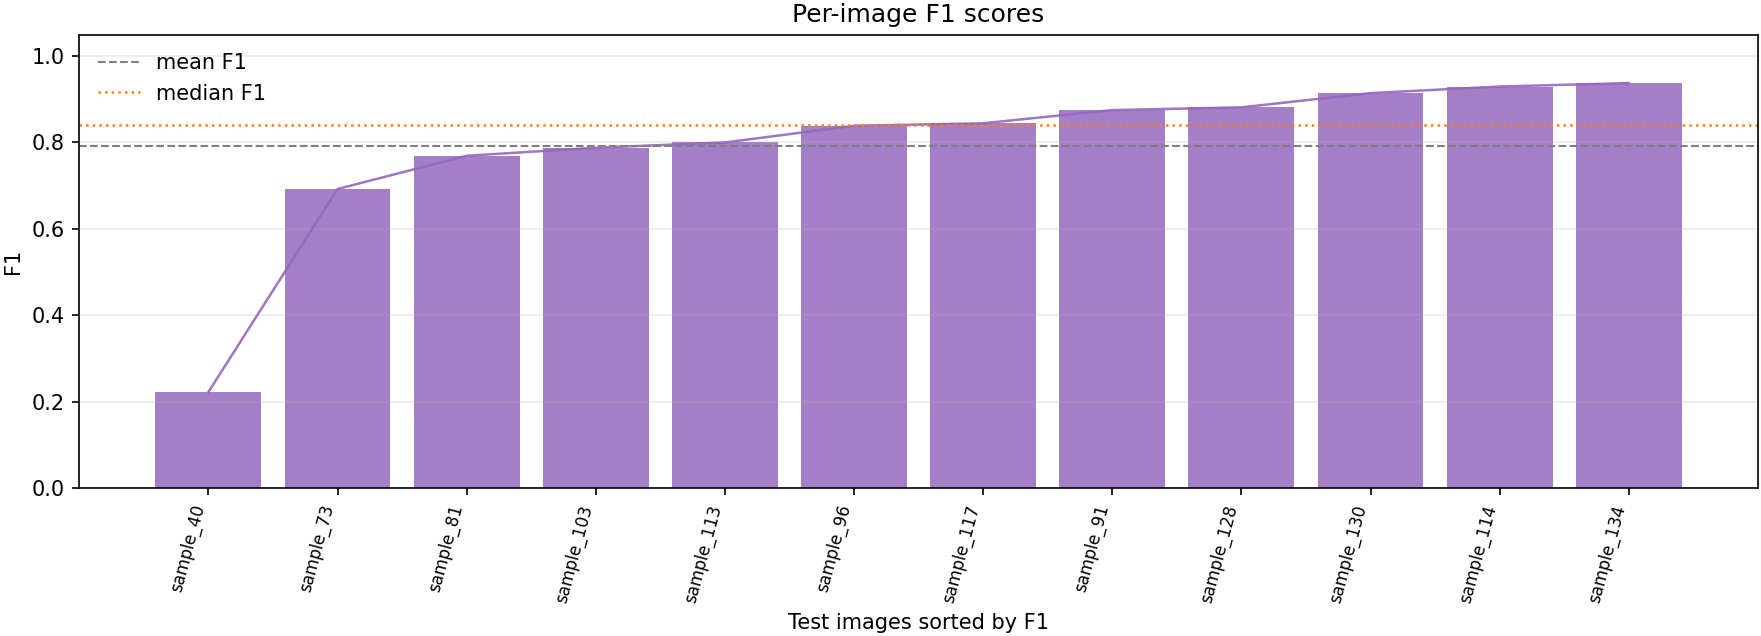 Per-image F1 scores
mean F1
median F1
F1
1.0
0.8
0.6
0.4
0.2
0.0
sample_40
sample_73
sample_81
sample_103
sample_113
sample_96
sample_117
sample_91
sample_128
sample_130
sample_114
sample_134
Test images sorted by F1